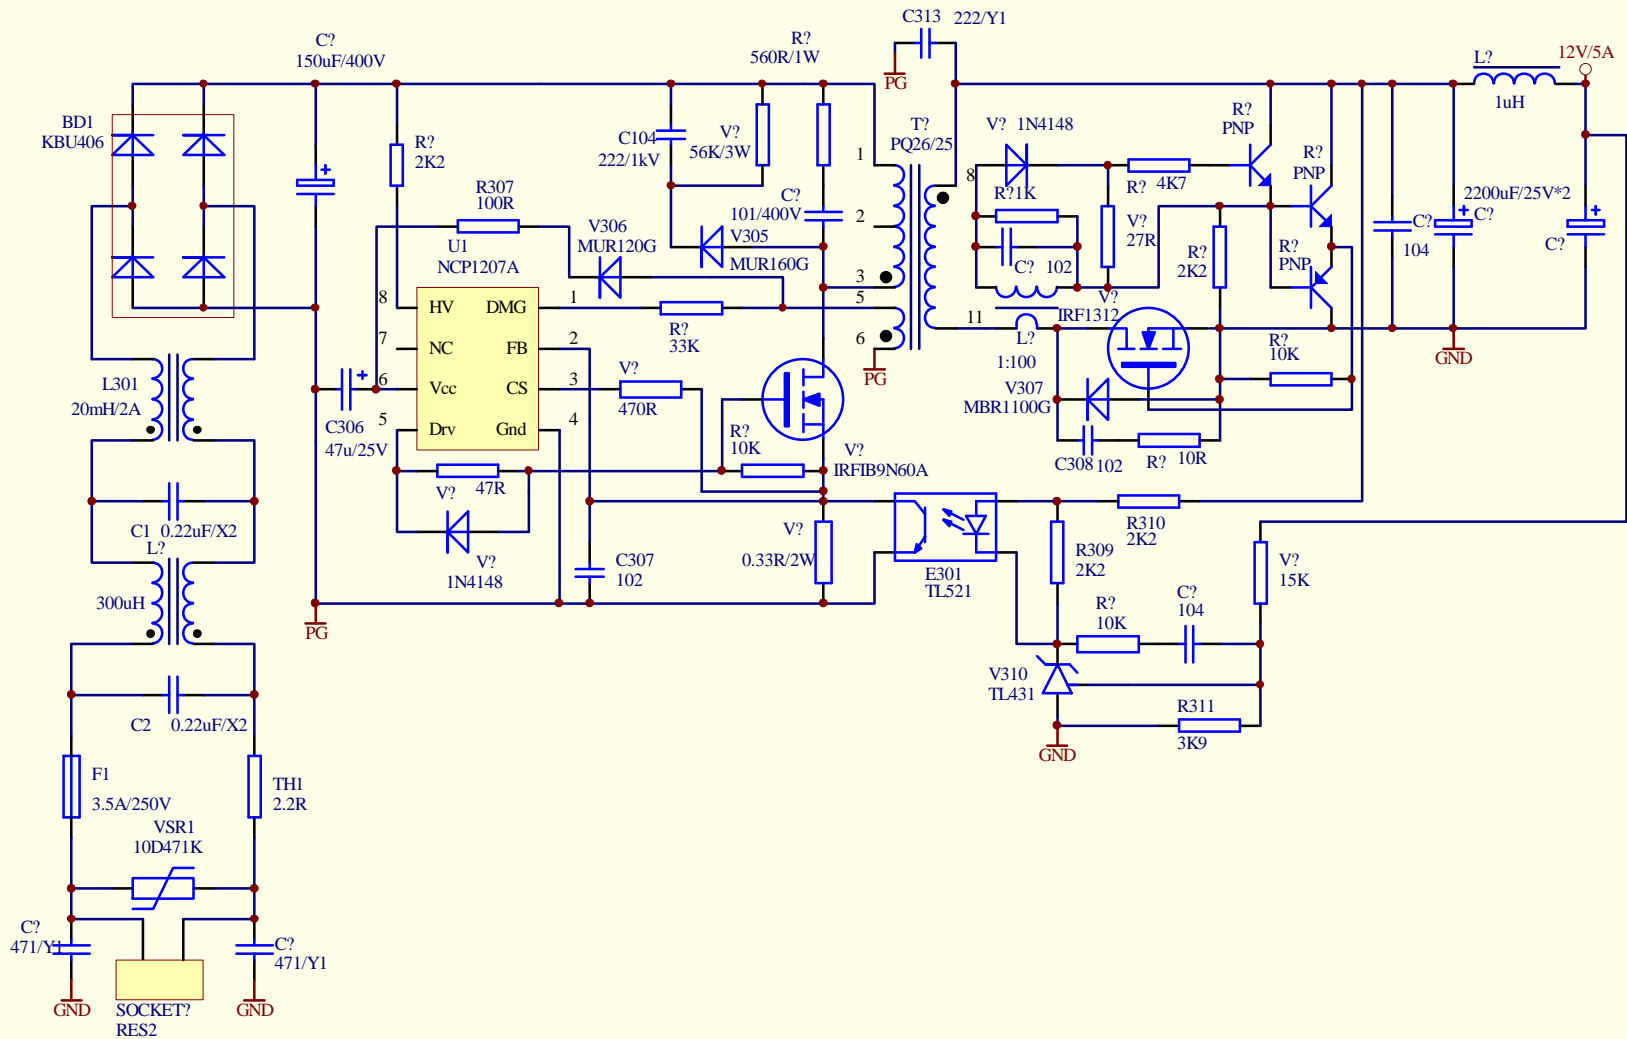 C313 222/Y1
C?
150uF/400V
R?
560R/1W
PG
L?
12V/5A
1uH
BD1
KBU406
R?
2K2
C104
222/1kV
V?
56K/3W
T?
PQ26/25
V? 1N4148
R?
PNP
R?
PNP
1
8
R?
4K7
R?1K
R307
100R
C?
101/400V
2
V?
27R
2200uF/25V*2
C?
C?
104
C?
V306
MUR120G
V305
MUR160G
U1
NCP1207A
R?
PNP
R?
2K2
C? 102
3
5
6
11
V?
IRF1312
8
HV
DMG
1
7
NC
FB
2
6
Vcc
CS
3
5
Drv
Gnd
4
R?
33K
PG
L?
1:100
R?
10K
GND
L301
20mH/2A
C306
47u/25V
V?
470R
V307
MBR1100G
R?
10K
V?
IRFIB9N60A
C308 102
R?
10R
47R
V?
V?
1N4148
C1 0.22uF/X2
L?
300uH
C307
102
V?
0.33R/2W
E301
TL521
R310
2K2
R309
2K2
V?
15K
R?
10K
C?
104
PG
V310
TL431
R311
3K9
GND
C2 0.22uF/X2
F1
3.5A/250V
TH1
2.2R
VSR1
10D471K
C?
471/Y1
C?
471/Y1
GND
GND
SOCKET?
RES2